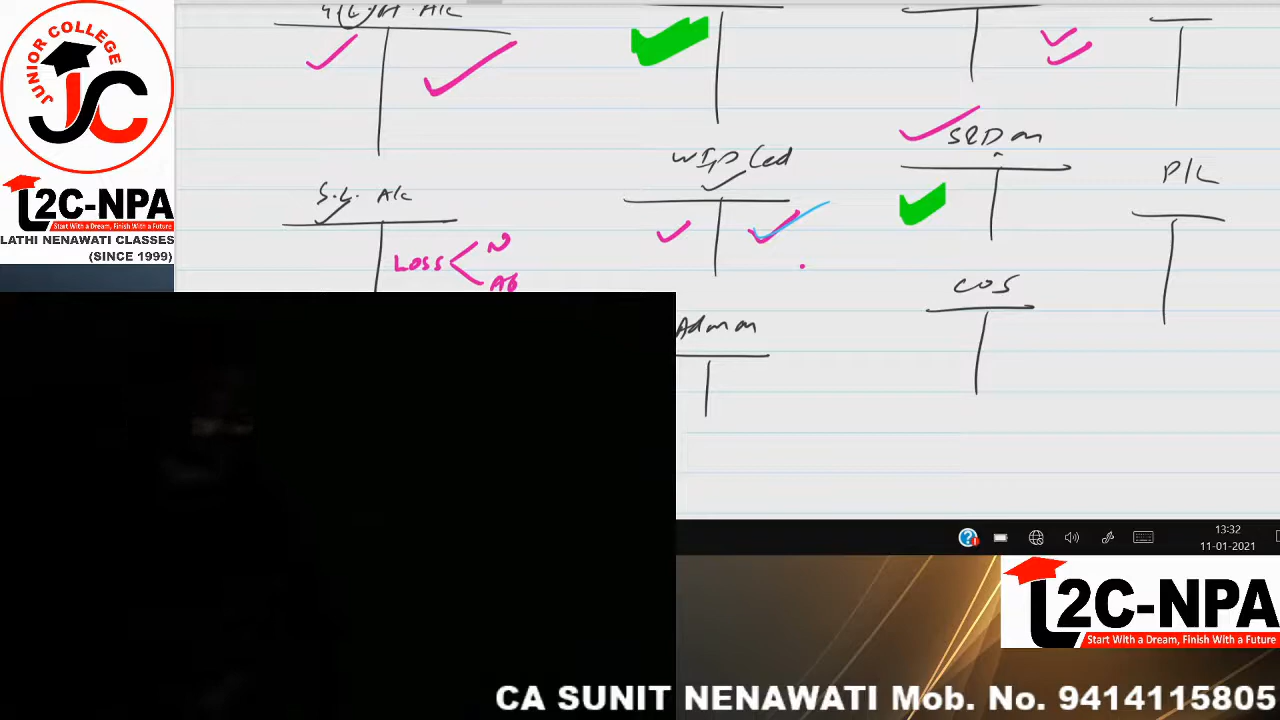 JUNIOR COLLEGE
JC
L2C-NPA
Start With a Dream, Finish With a Future
LATHI NENAWATI CLASSES
(SINCE 1999)
S.L. A/c
Loss
N
Ab
WIP Led
S&D
P/L
COS
Adm
13:32
11-01-2021
L2C-NPA
Start With a Dream, Finish With a Future
CA SUNIT NENAWATI Mob. No. 9414115805